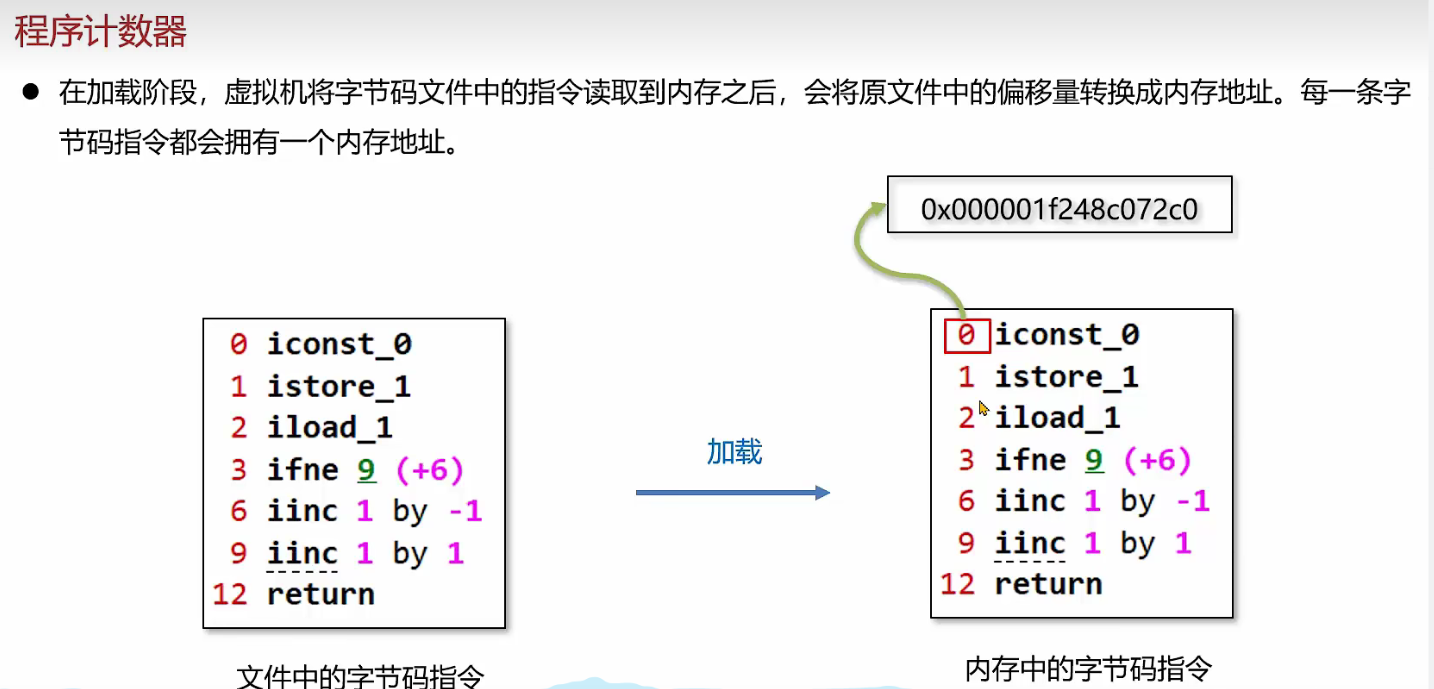 程序计数器
● 在加载阶段，虚拟机将字节码文件中的指令读取到内存之后，会将原文件中的偏移量转换成内存地址。每一条字
节码指令都会拥有一个内存地址。
0x000001f248c072c0
0 iconst_0
1 istore_1
2 iload_1
3 ifne 9 (+6)
6 iinc 1 by -1
9 iinc 1 by 1
12 return
文件中的字节码指令
加载
0 iconst_0
1 istore_1
2 iload_1
3 ifne 9 (+6)
6 iinc 1 by -1
9 iinc 1 by 1
12 return
内存中的字节码指令